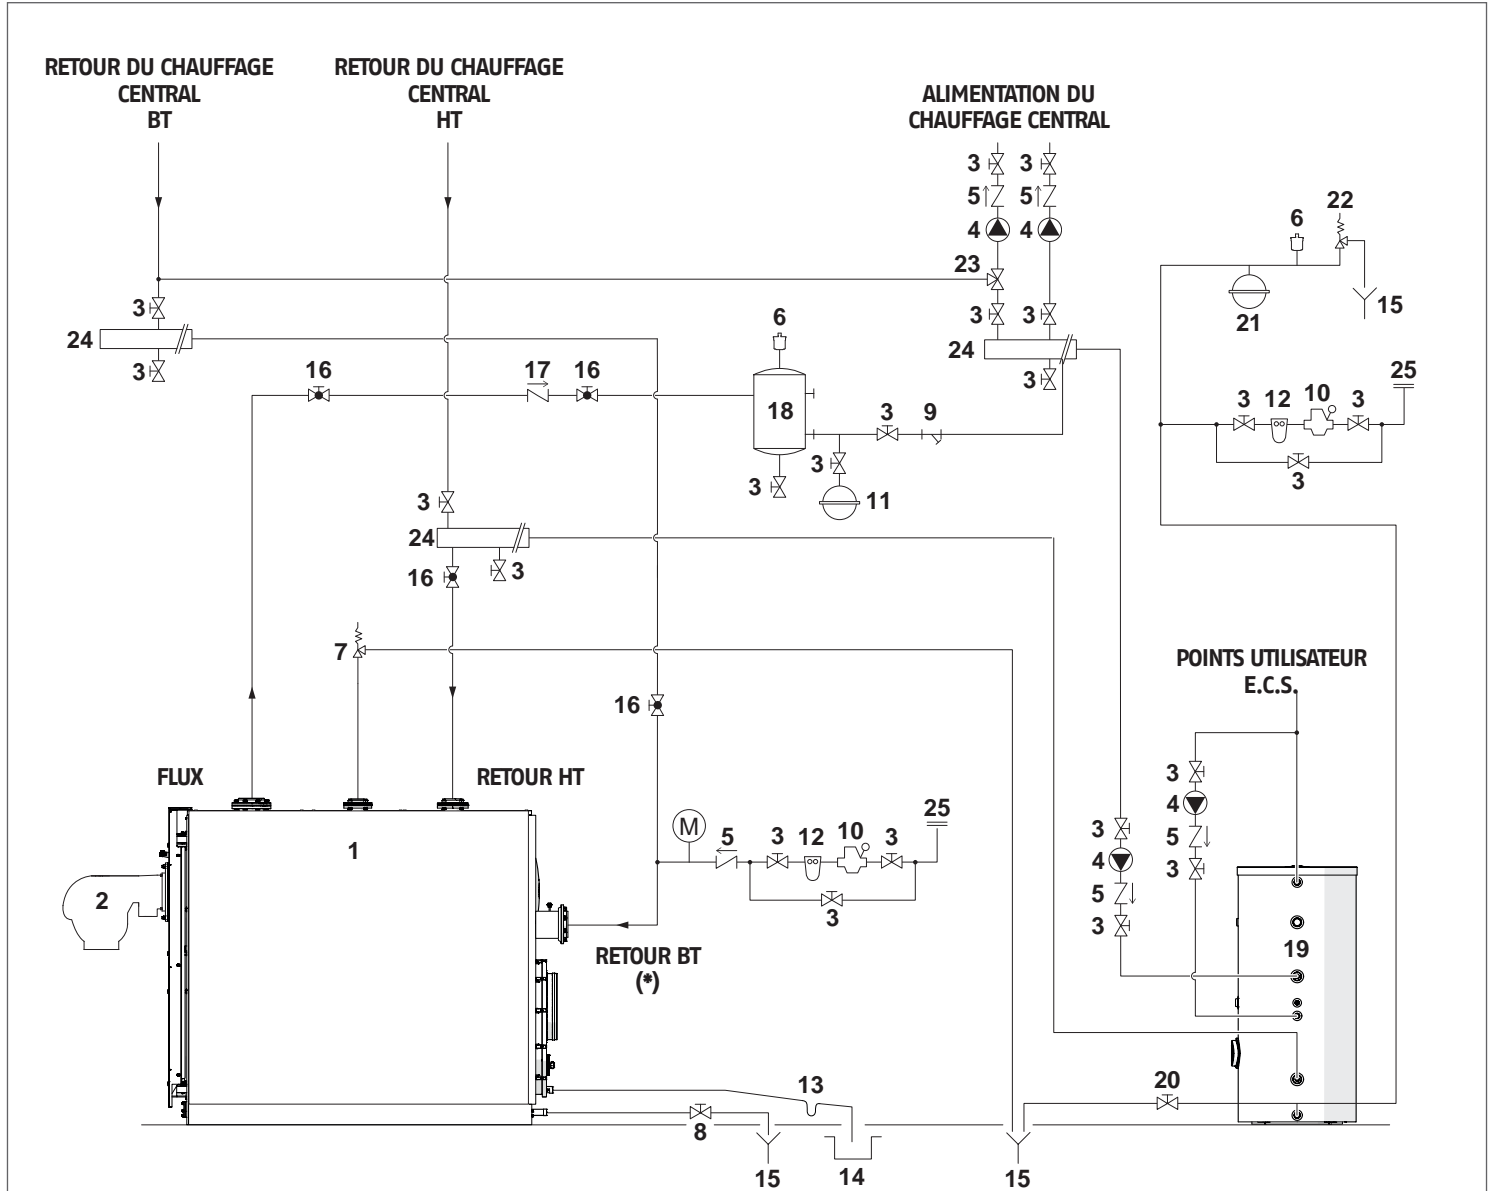 RETOUR DU CHAUFFAGE
CENTRAL
BT
RETOUR DU CHAUFFAGE
CENTRAL
HT
ALIMENTATION DU
CHAUFFAGE CENTRAL
3 3
5 5
4 4
22
6
23
3
24
3
3 3
24
3
21
15
6
16 17 16
18
3 9
3
3
11
25
3 12 10 3
3
3
24
16
3
7
16
POINTS UTILISATEUR
E.C.S.
FLUX
RETOUR HT
1
2
M
5 3 12 10 3
25
3
3
4
5
3
3
4
5
3
19
RETOUR BT
(*)
13
20
8
15
14
15